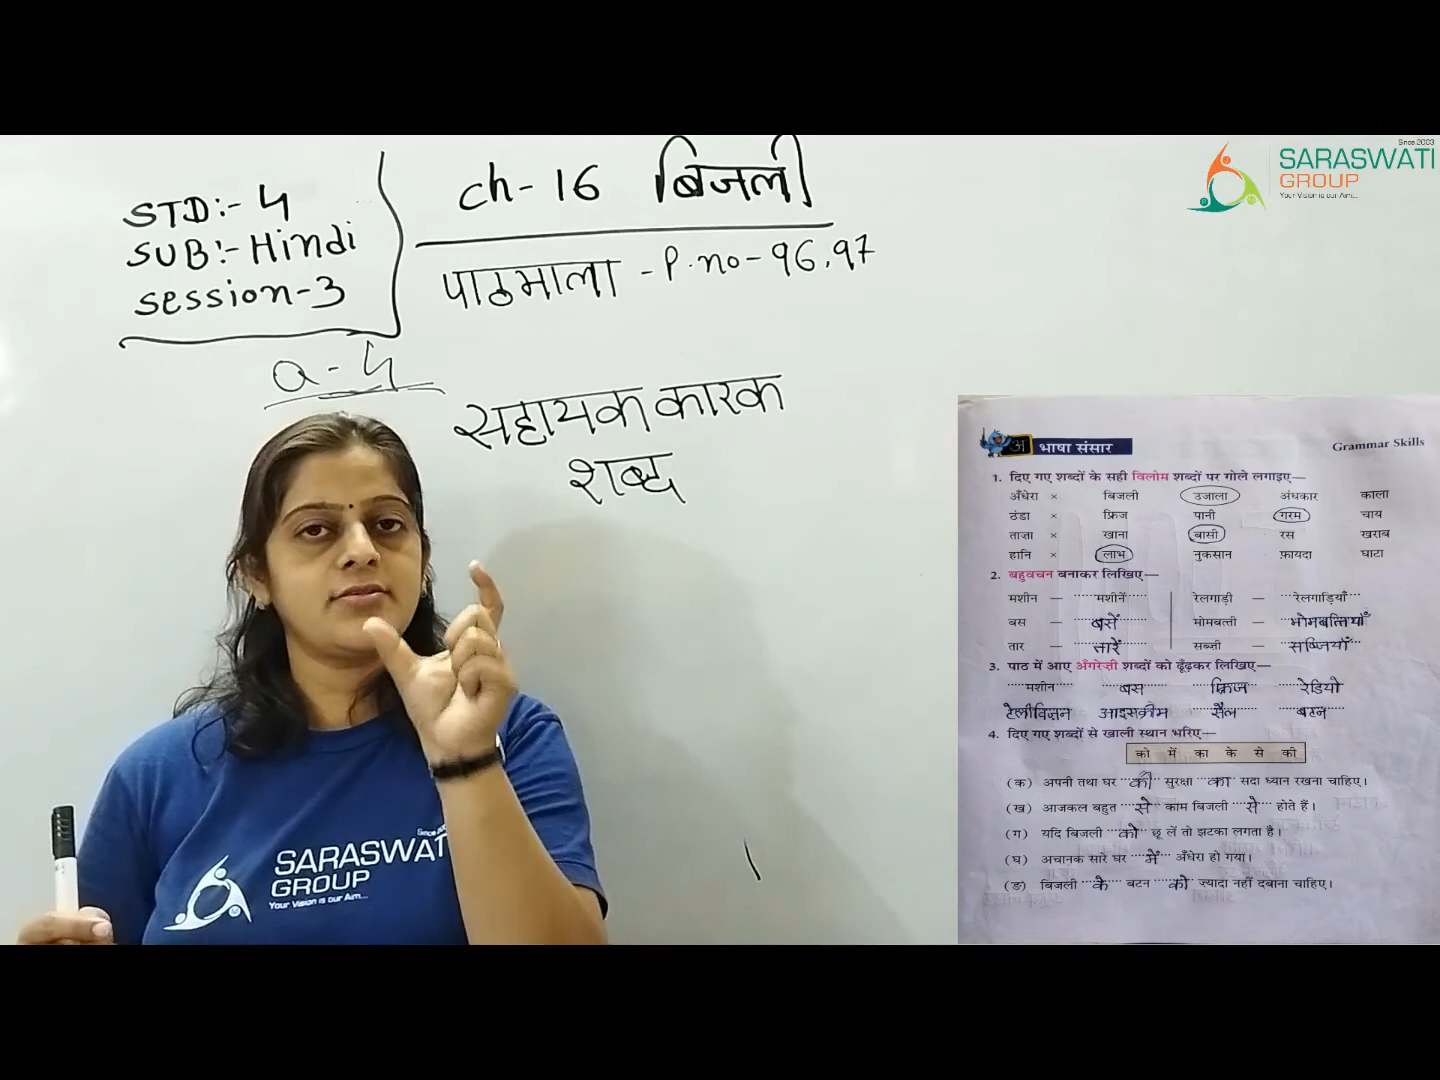 STD:- 4
SUB:- Hindi
Session-3
ch-16 बिजली
पाठमाला - P.no-96,97
Q-4
सहायक कारक
शब्द
Since 2003
SARASWATI
GROUP
Your Vision is our Aim...
SARASWAT
GROUP
Your Vision is our Aim...
अ भाषा संसार
Grammar Skills
1. दिए गए शब्दों के सही विलोम शब्दों पर गोले लगाइए—
अँधेरा × बिजली उजाला अंधकार काला
ठंडा × फ्रिज पानी गरम चाय
ताज़ा × खाना बासी रस खराब
हानि × लाभ नुकसान फ़ायदा घाटा
2. बहुवचन बनाकर लिखिए—
मशीन — मशीनें रेलगाड़ी — रेलगाड़ियाँ
बस — बसें मोमबत्ती — मोमबत्तियाँ
तार — तारें सब्ज़ी — सब्जियाँ
3. पाठ में आए अँगरेज़ी शब्दों को ढूँढ़कर लिखिए—
मशीन बस फ्रिज रेडियो
टेलीविज़न आइसक्रीम सैल बटन
4. दिए गए शब्दों से खाली स्थान भरिए—
को में का के से की
(क) अपनी तथा घर की सुरक्षा का सदा ध्यान रखना चाहिए।
(ख) आजकल बहुत से काम बिजली से होते हैं।
(ग) यदि बिजली को छू लें तो झटका लगता है।
(घ) अचानक सारे घर में अँधेरा हो गया।
(ङ) बिजली के बटन को ज़्यादा नहीं दबाना चाहिए।